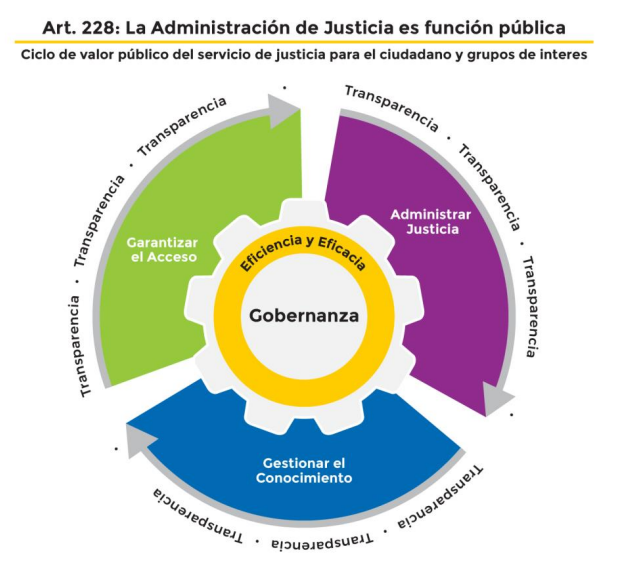 Art. 228: La Administración de Justicia es función pública
Ciclo de valor público del servicio de justicia para el ciudadano y grupos de interes
Transparencia · Transparencia · Transparencia ·
Transparencia · Transparencia · Transparencia ·
Administrar
Justicia
Garantizar
el Acceso
Eficiencia y Eficacia
Gobernanza
Gestionar el
Conocimiento
Transparencia · Transparencia · Transparencia ·